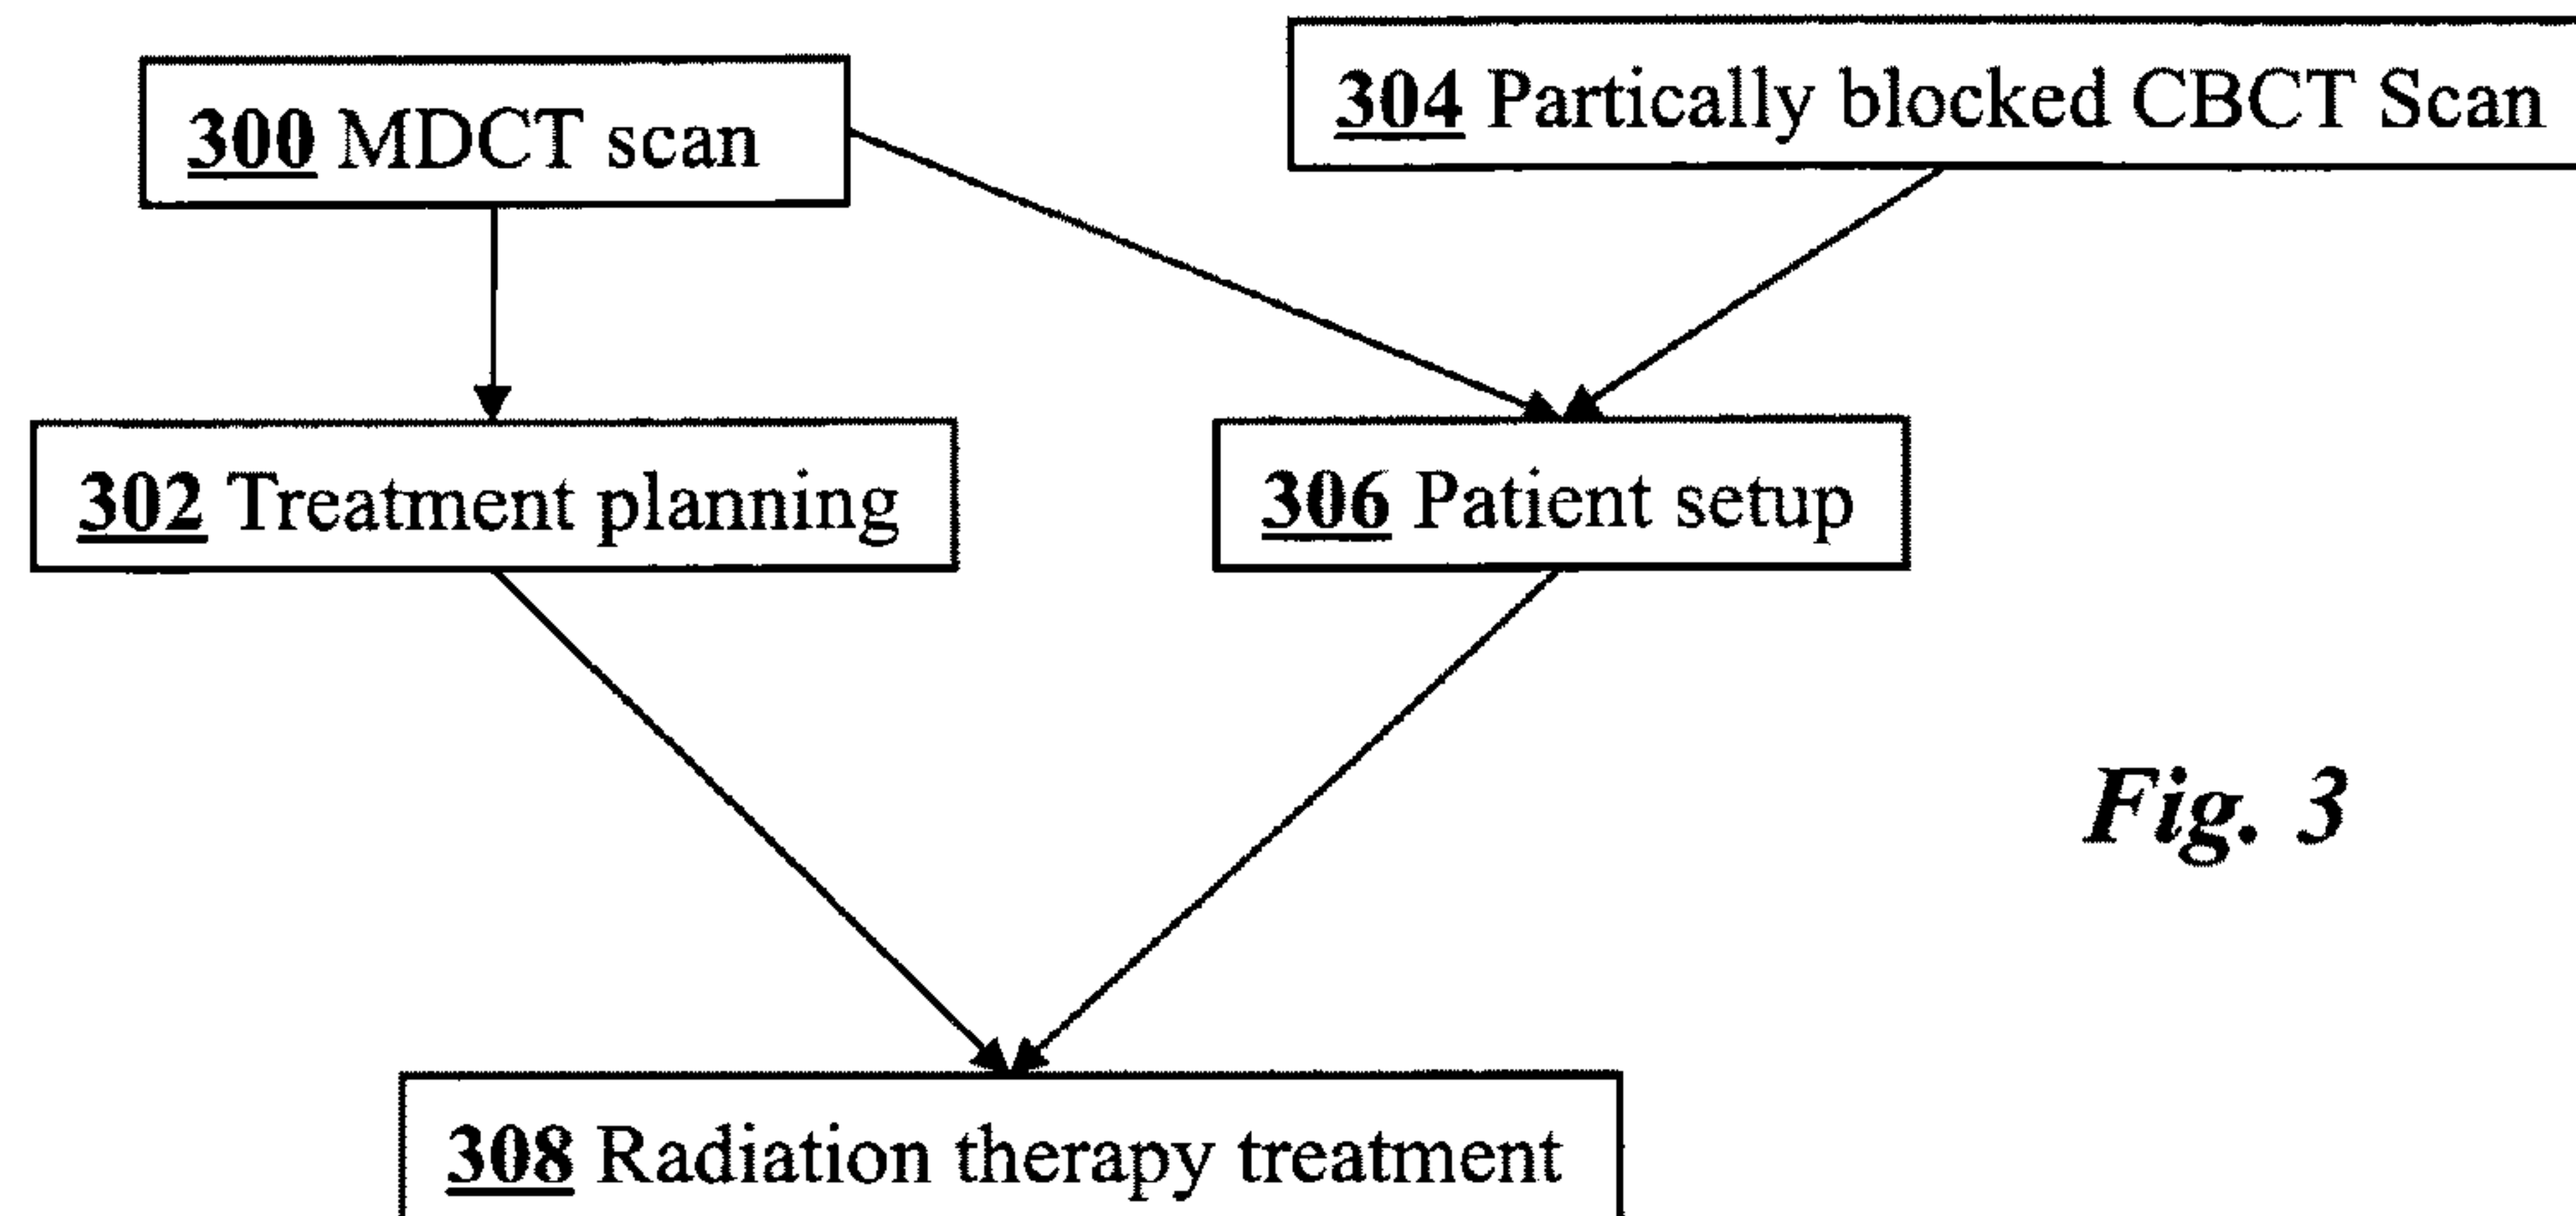 300 MDCT scan
304 Partically blocked CBCT Scan
302 Treatment planning
306 Patient setup
Fig. 3
308 Radiation therapy treatment